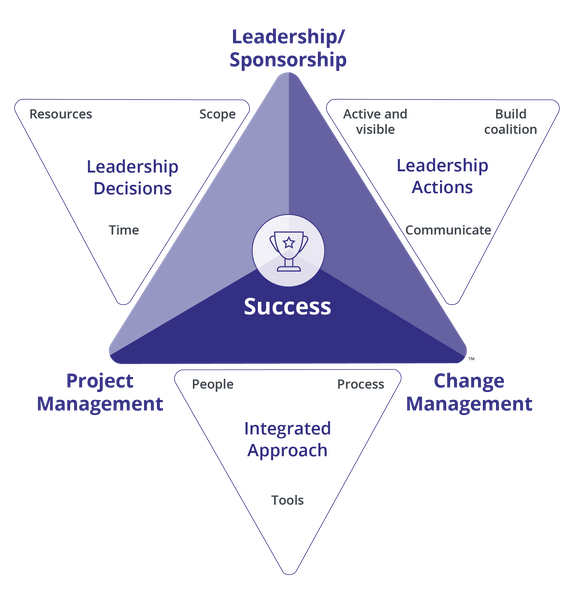 Leadership/
Sponsorship
Resources
Scope
Leadership
Decisions
Time
Active and
visible
Build
coalition
Leadership
Actions
Communicate
Success
™
Project
Management
Change
Management
People
Process
Integrated
Approach
Tools